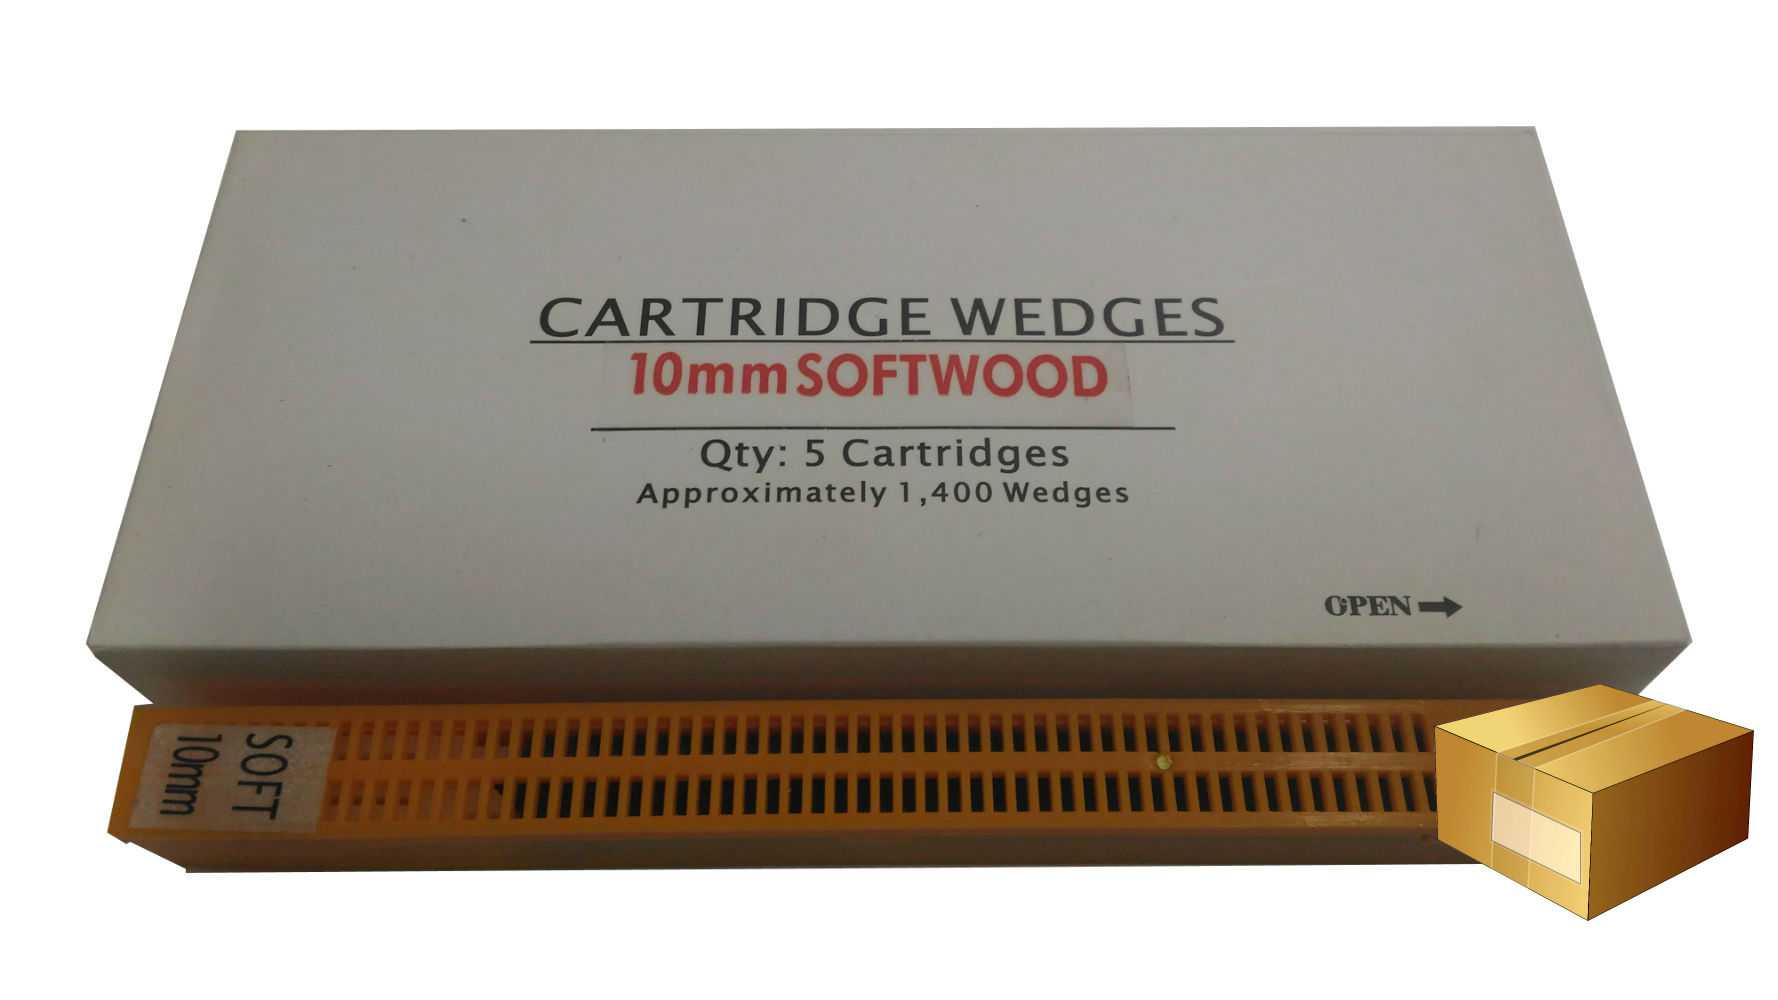 CARTRIDGE WEDGES
10mm SOFTWOOD
Qty: 5 Cartridges
Approximately 1,400 Wedges
OPEN
SOFT
10mm